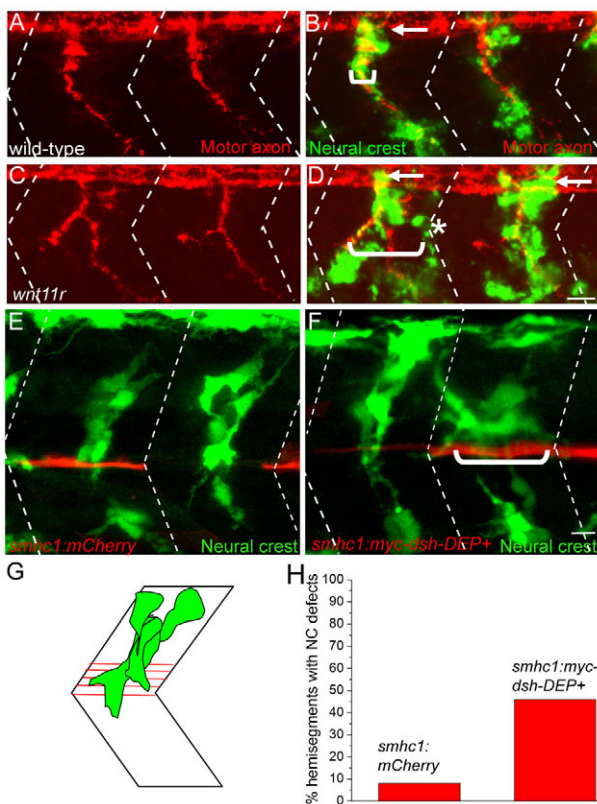 A
wild-type
Motor axon
B
Neural crest
Motor axon
C
wnt11r
D
*
E
smhc1:mCherry
Neural crest
F
smhc1:myc-dsh-DEP+
Neural crest
G
H
% hemisegments with NC defects
100
90
80
70
60
50
40
30
20
10
0
smhc1:
mCherry
smhc1:myc-
dsh-DEP+